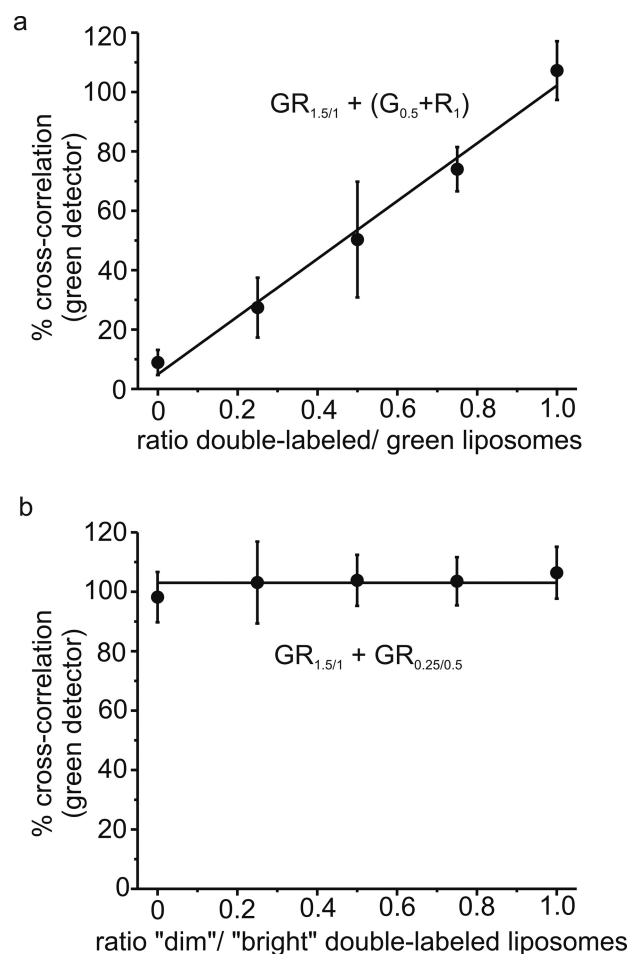 a
120
100
80
60
40
20
0
% cross-correlation
(green detector)
GR1.5/1 + (G0.5+R1)
0 0.2 0.4 0.6 0.8 1.0
ratio double-labeled/ green liposomes
b
120
100
80
60
40
20
0
% cross-correlation
(green detector)
GR1.5/1 + GR0.25/0.5
0 0.2 0.4 0.6 0.8 1.0
ratio "dim"/ "bright" double-labeled liposomes